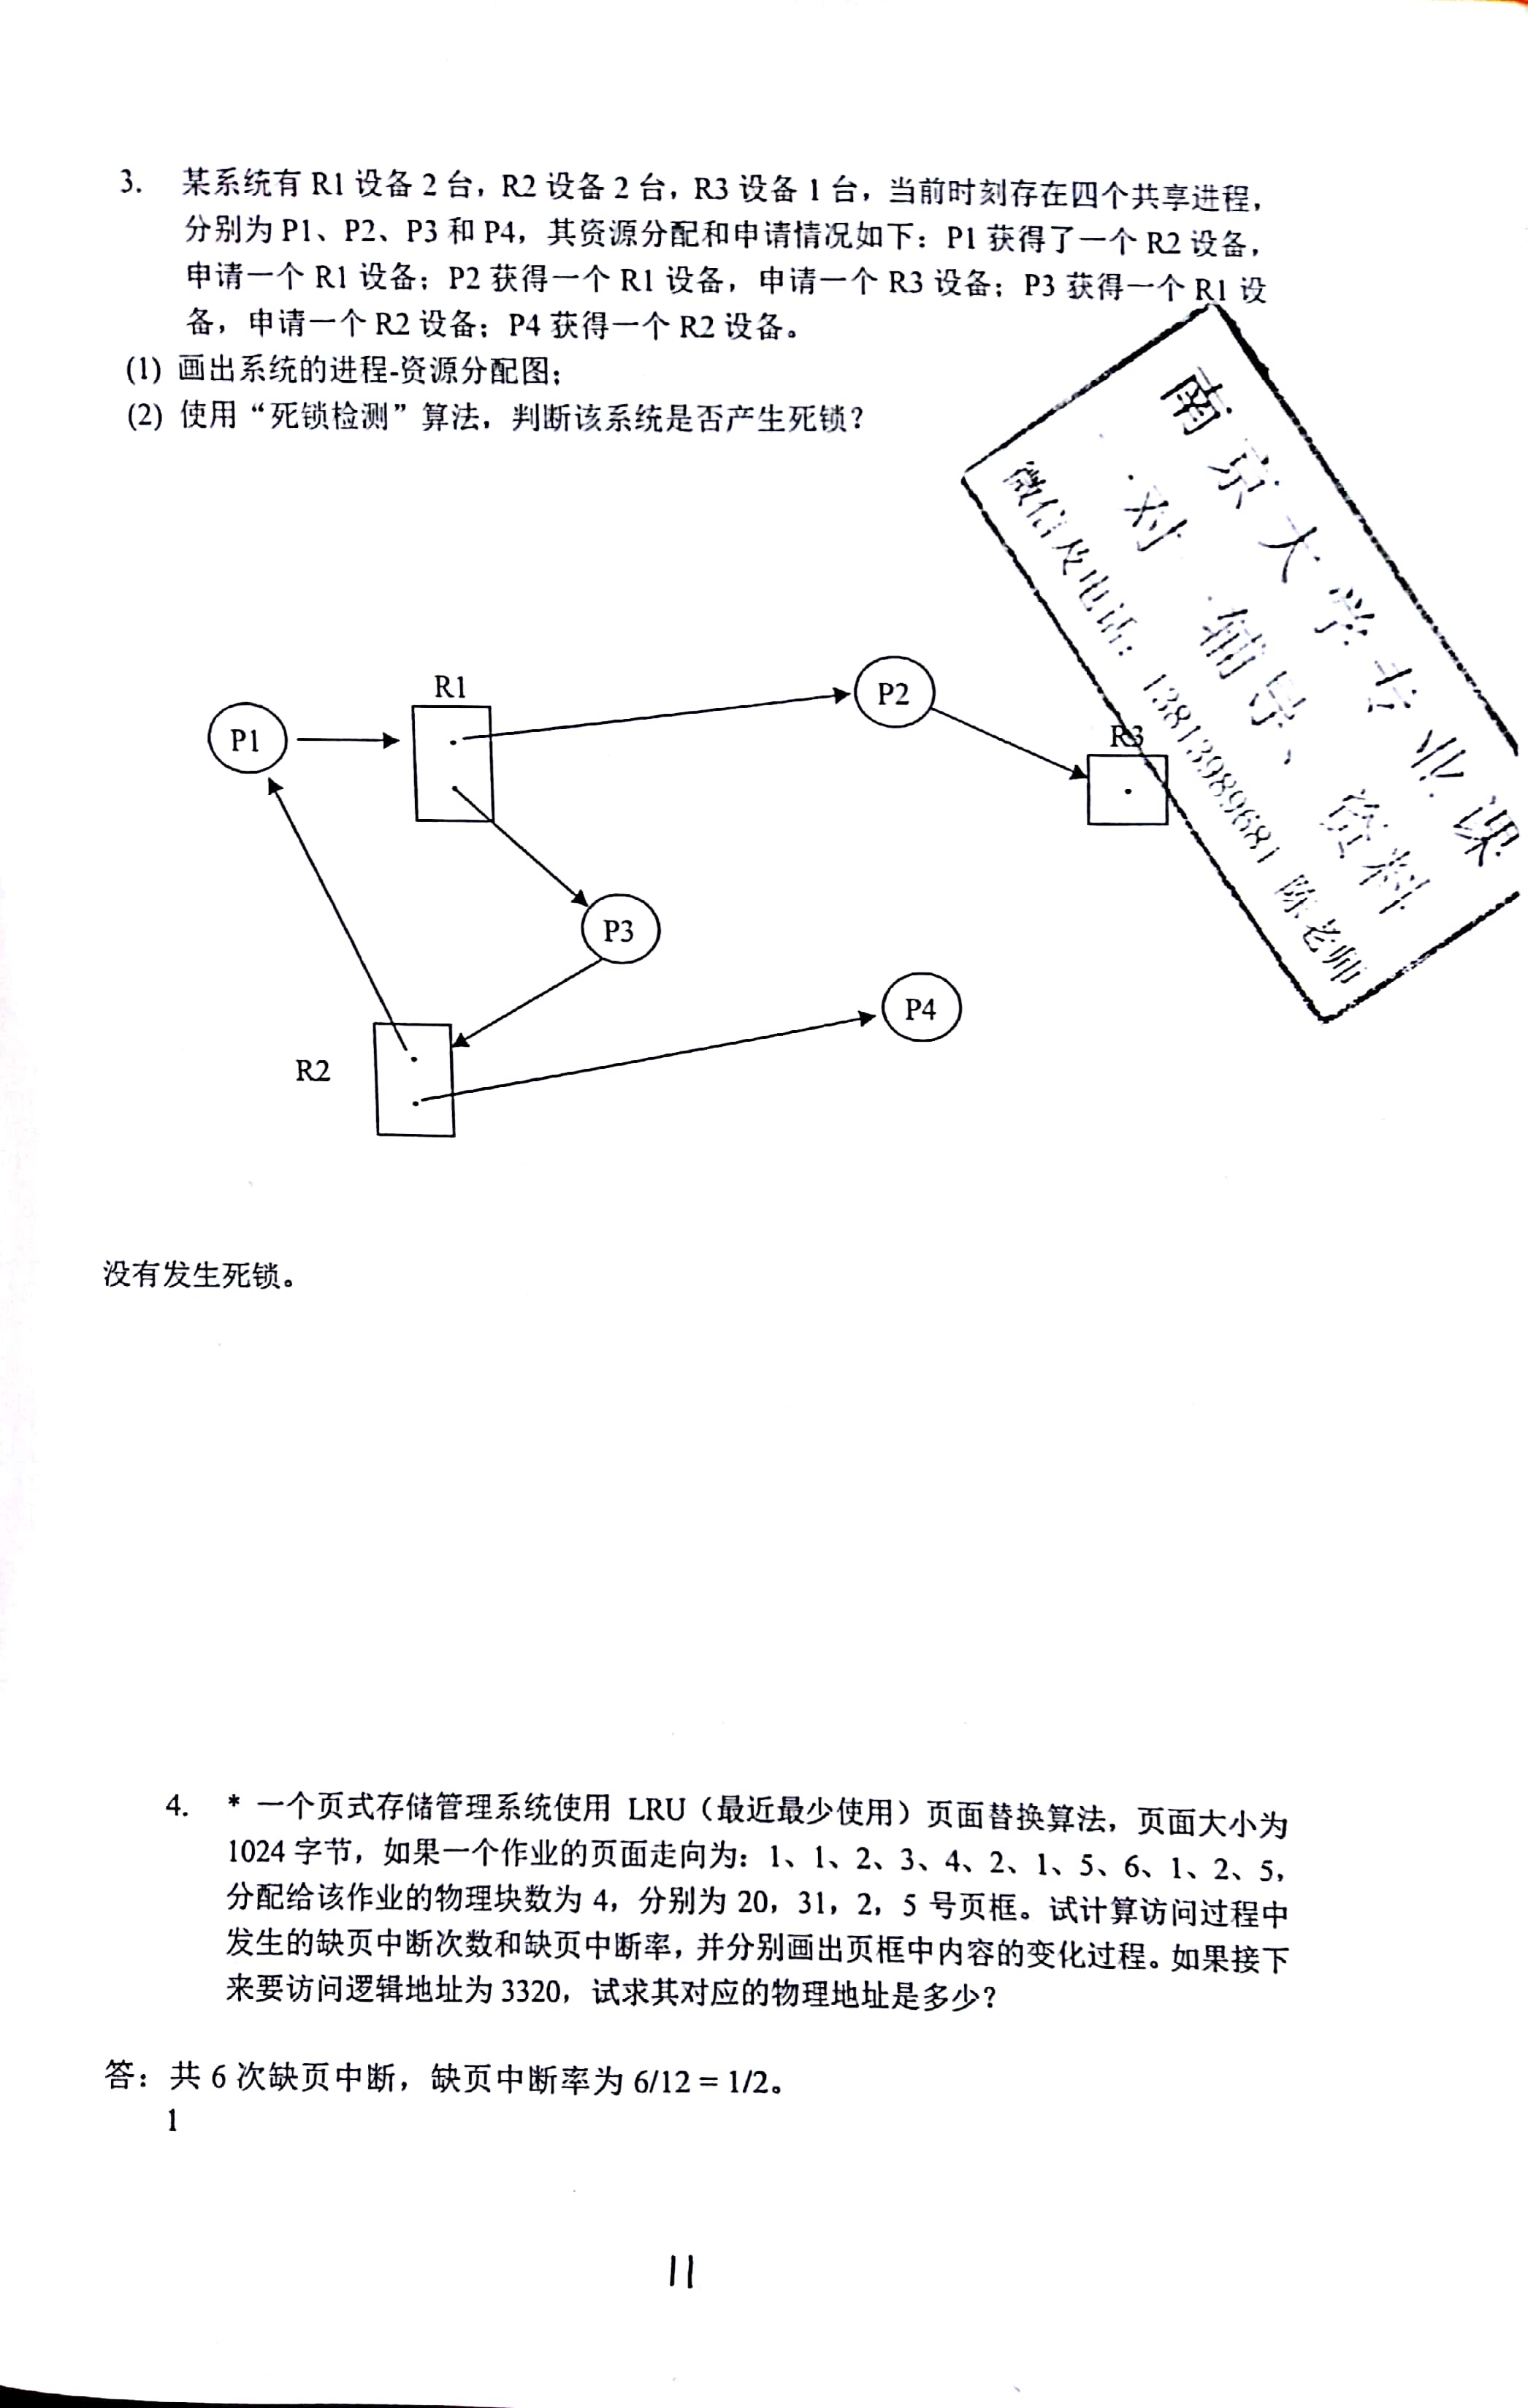 3. 某系统有 R1 设备 2 台，R2 设备 2 台，R3 设备 1 台，当前时刻存在四个共享进程，
分别为 P1、P2、P3 和 P4，其资源分配和申请情况如下：P1 获得了一个 R2 设备，
申请一个 R1 设备；P2 获得一个 R1 设备，申请一个 R3 设备；P3 获得一个 R1 设
备，申请一个 R2 设备；P4 获得一个 R2 设备。
(1) 画出系统的进程-资源分配图；
(2) 使用“死锁检测”算法，判断该系统是否产生死锁？
南京大学专业课
对 辅导、资料
微信及电话：13813989681 陈老师
R1
P2
P1
R3
P3
P4
R2
没有发生死锁。
4. * 一个页式存储管理系统使用 LRU（最近最少使用）页面替换算法，页面大小为
1024 字节，如果一个作业的页面走向为：1、1、2、3、4、2、1、5、6、1、2、5，
分配给该作业的物理块数为 4，分别为 20，31，2，5 号页框。试计算访问过程中
发生的缺页中断次数和缺页中断率，并分别画出页框中内容的变化过程。如果接下
来要访问逻辑地址为 3320，试求其对应的物理地址是多少？
答：共 6 次缺页中断，缺页中断率为 6/12 = 1/2。
1
11